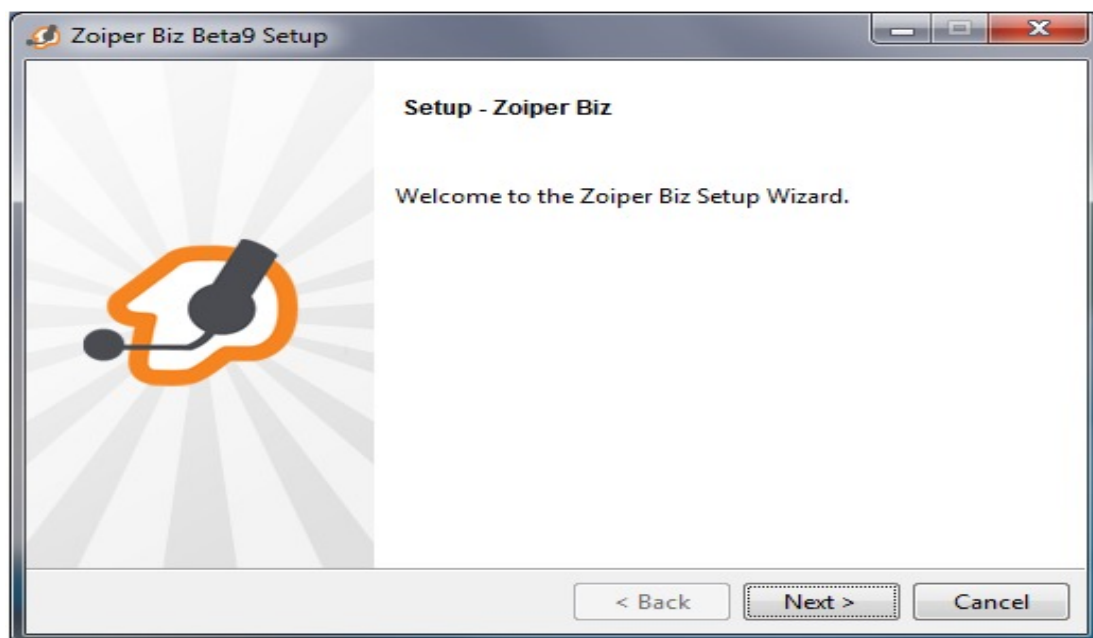 Zoiper Biz Beta9 Setup
Setup - Zoiper Biz
Welcome to the Zoiper Biz Setup Wizard.
< Back Next > Cancel